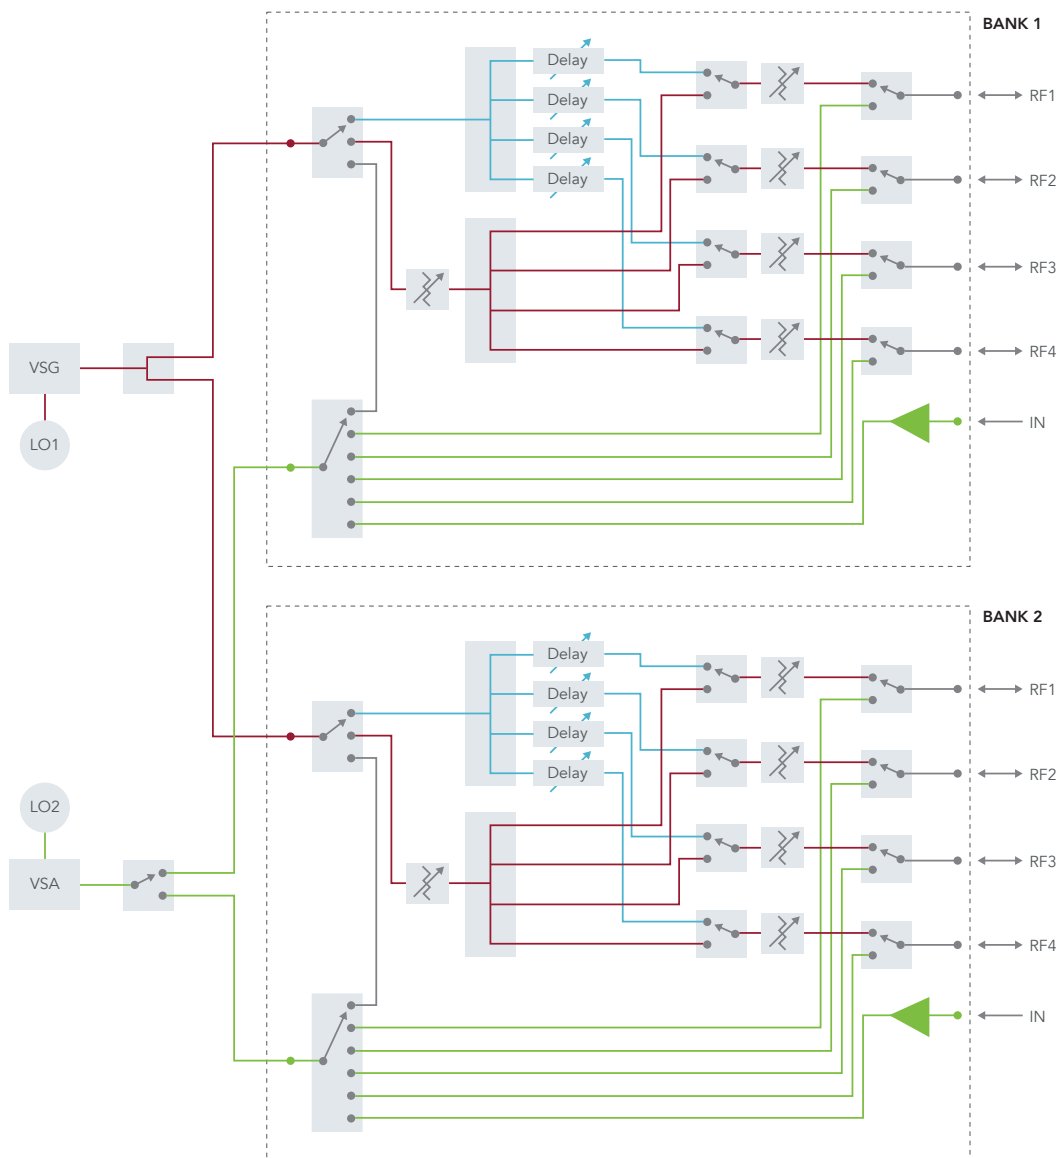 BANK 1
Delay
Delay
RF1
Delay
Delay
RF2
RF3
RF4
VSG
IN
LO1
BANK 2
Delay
Delay
RF1
Delay
Delay
RF2
LO2
RF3
VSA
RF4
IN